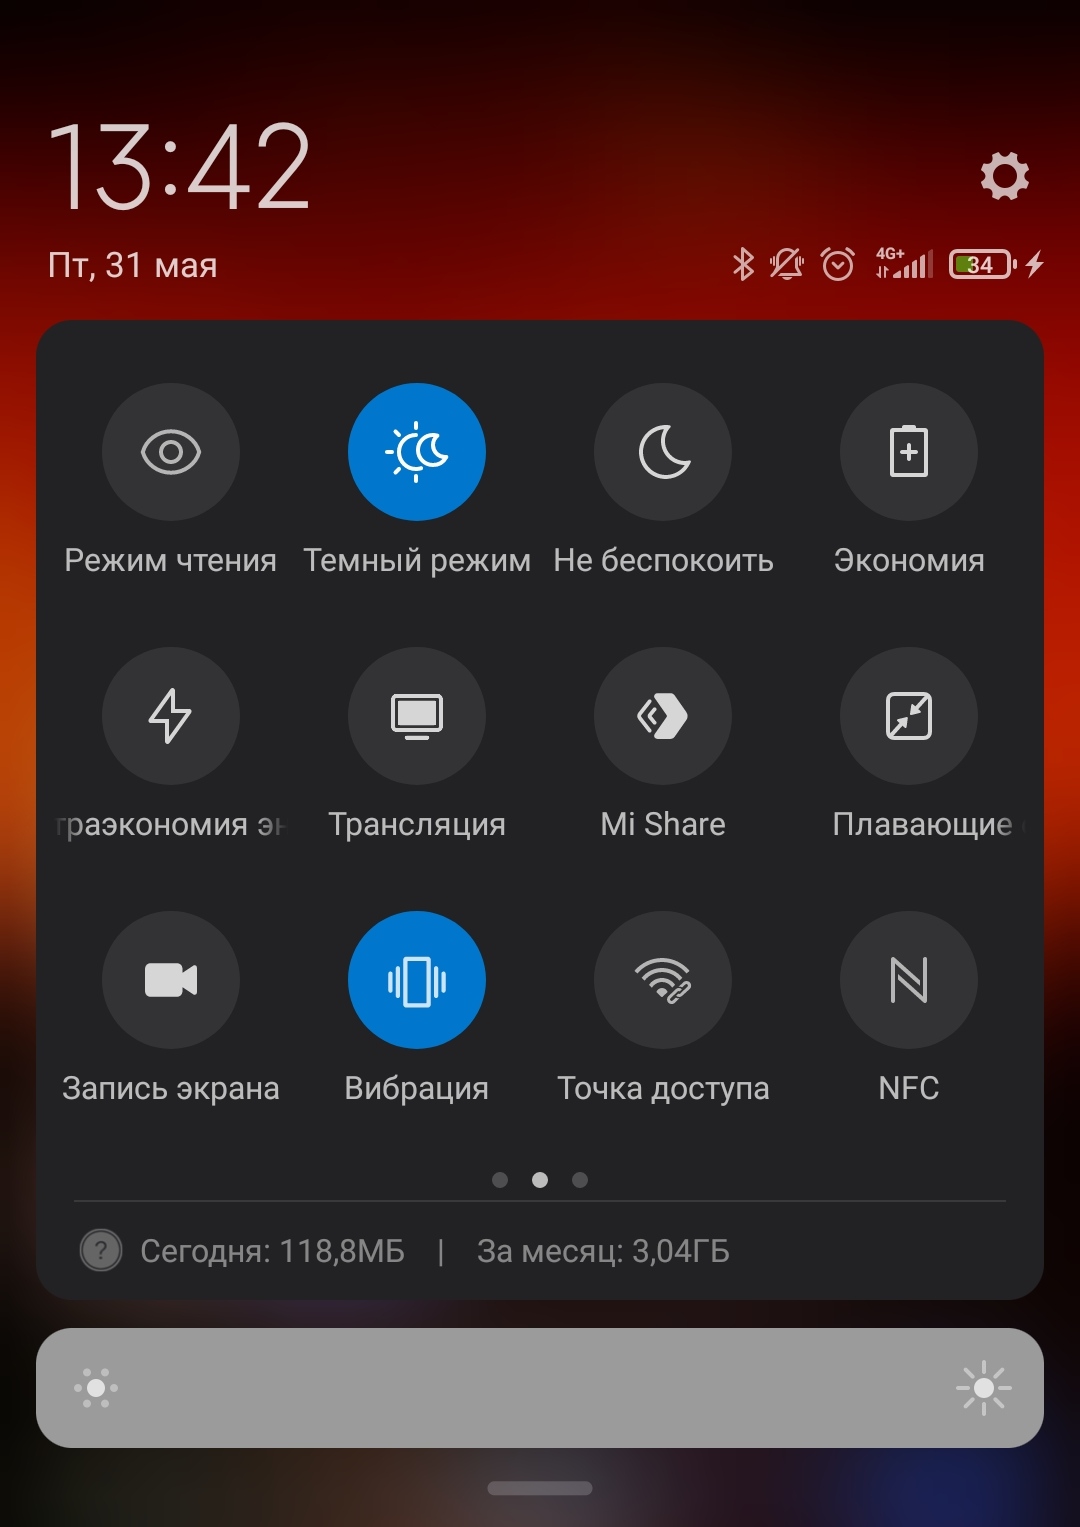 13:42
Пт, 31 мая
4G+
34
Режим чтения Темный режим Не беспокоить Экономия
траэкономия эн Трансляция Mi Share Плавающие
Запись экрана Вибрация Точка доступа NFC
? Сегодня: 118,8МБ | За месяц: 3,04ГБ